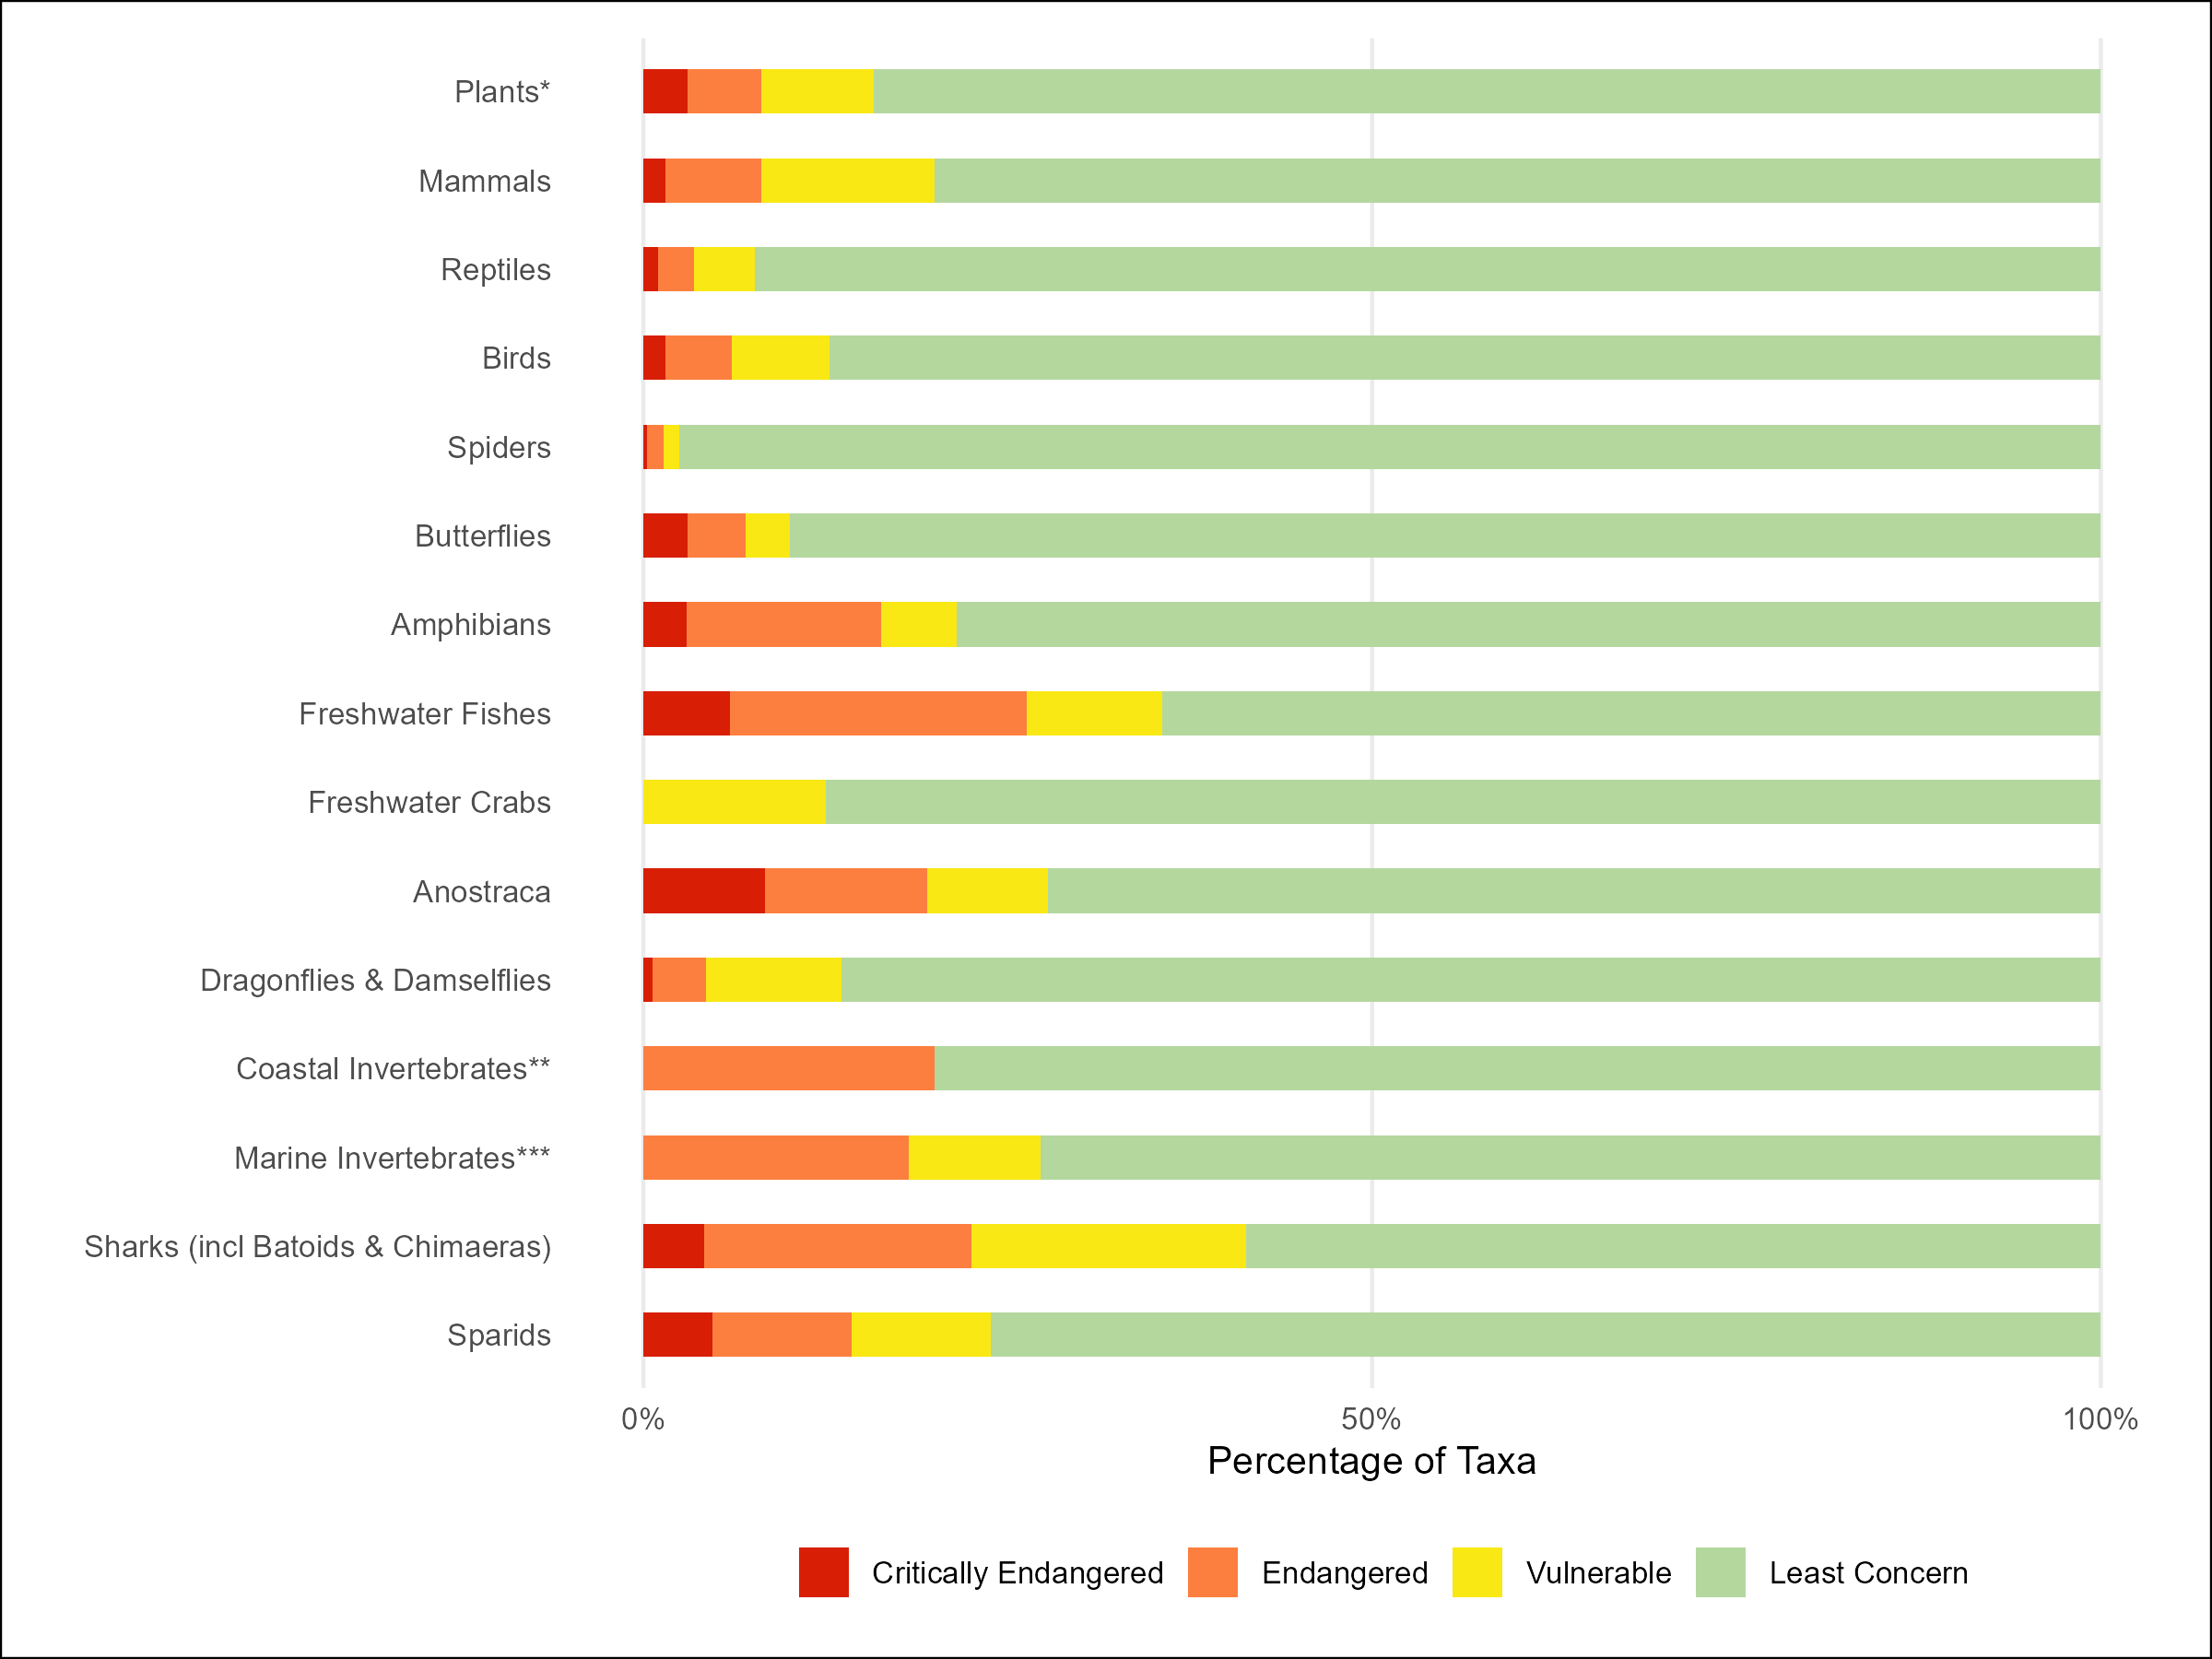 Plants*
Mammals
Reptiles
Birds
Spiders
Butterflies
Amphibians
Freshwater Fishes
Freshwater Crabs
Anostraca
Dragonflies & Damselflies
Coastal Invertebrates**
Marine Invertebrates***
Sharks (incl Batoids & Chimaeras)
Sparids
0% 50% 100%
Percentage of Taxa
Critically Endangered Endangered Vulnerable Least Concern